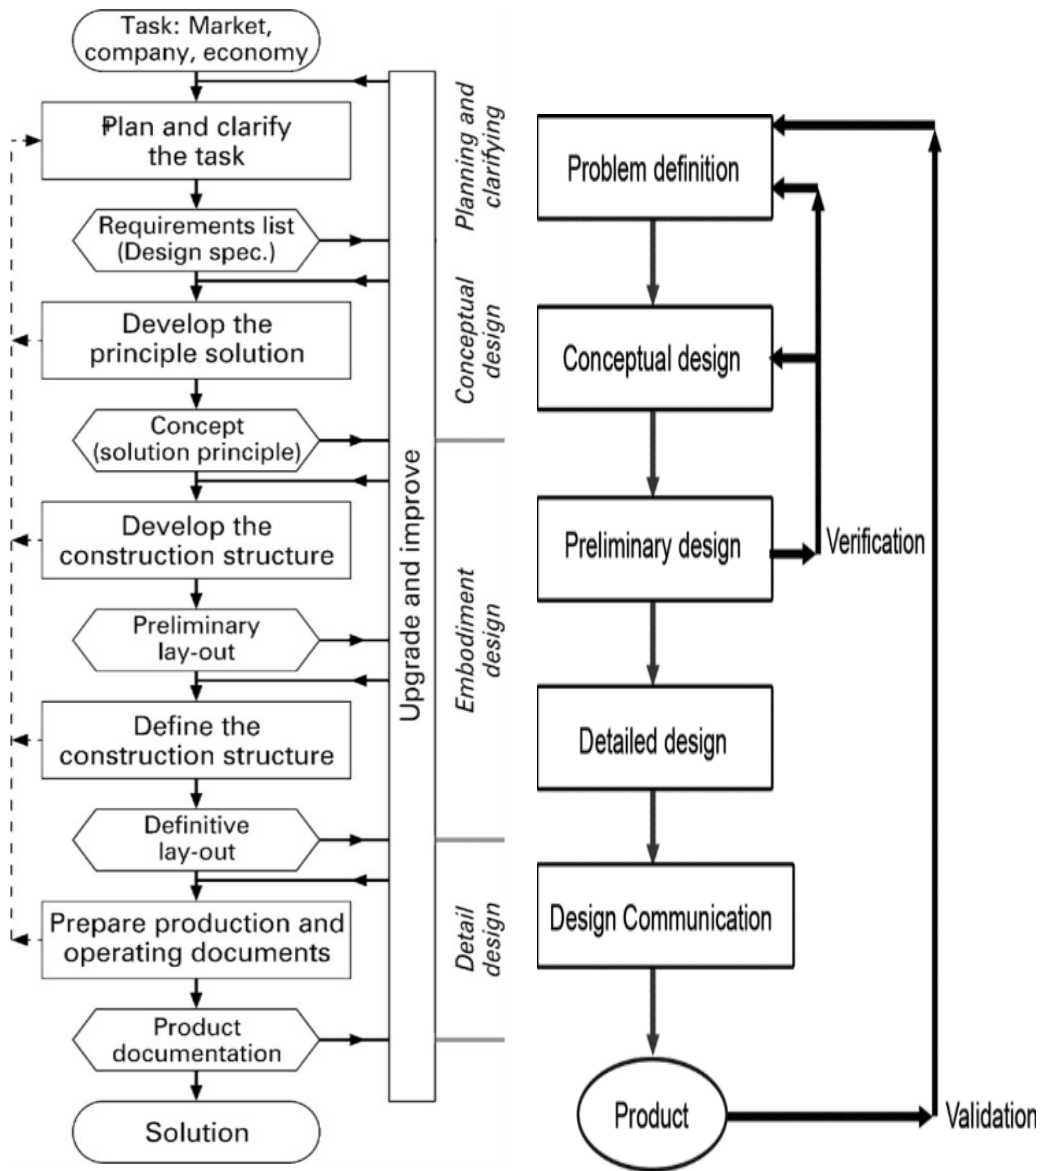 Task: Market,
company, economy
Plan and clarify
the task
Requirements list
(Design spec.)
Develop the
principle solution
Concept
(solution principle)
Develop the
construction structure
Preliminary
lay-out
Define the
construction structure
Definitive
lay-out
Prepare production and
operating documents
Product
documentation
Solution
Upgrade and improve
Planning and
clarifying
Conceptual
design
Embodiment
design
Detail
design
Problem definition
Conceptual design
Preliminary design
Verification
Detailed design
Design Communication
Product
Validation